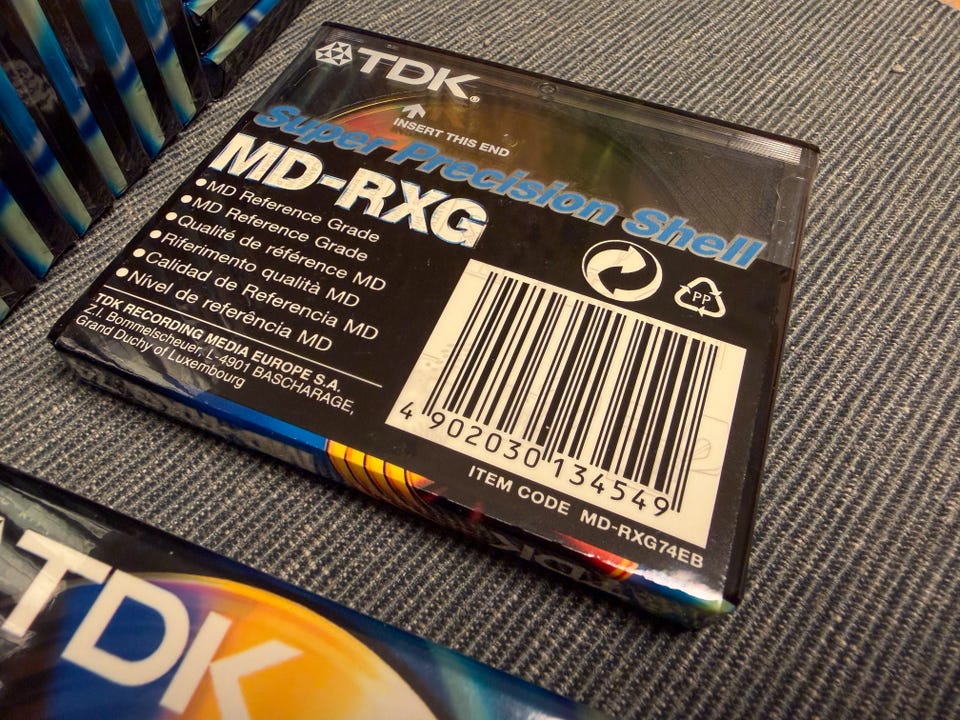 TDK®
INSERT THIS END
Super Precision Shell
MD-RXG
•MD Reference Grade
•MD Reference Grade
•Qualité de référence MD
•Riferimento qualità MD
•Calidad de Referencia MD
•Nível de referência MD
TDK RECORDING MEDIA EUROPE S.A.
Z.I. Bommelscheuer, L-4901 BASCHARAGE,
Grand Duchy of Luxembourg
PP
4 902030 134549
ITEM CODE MD-RXG74EB
TDK
TDK